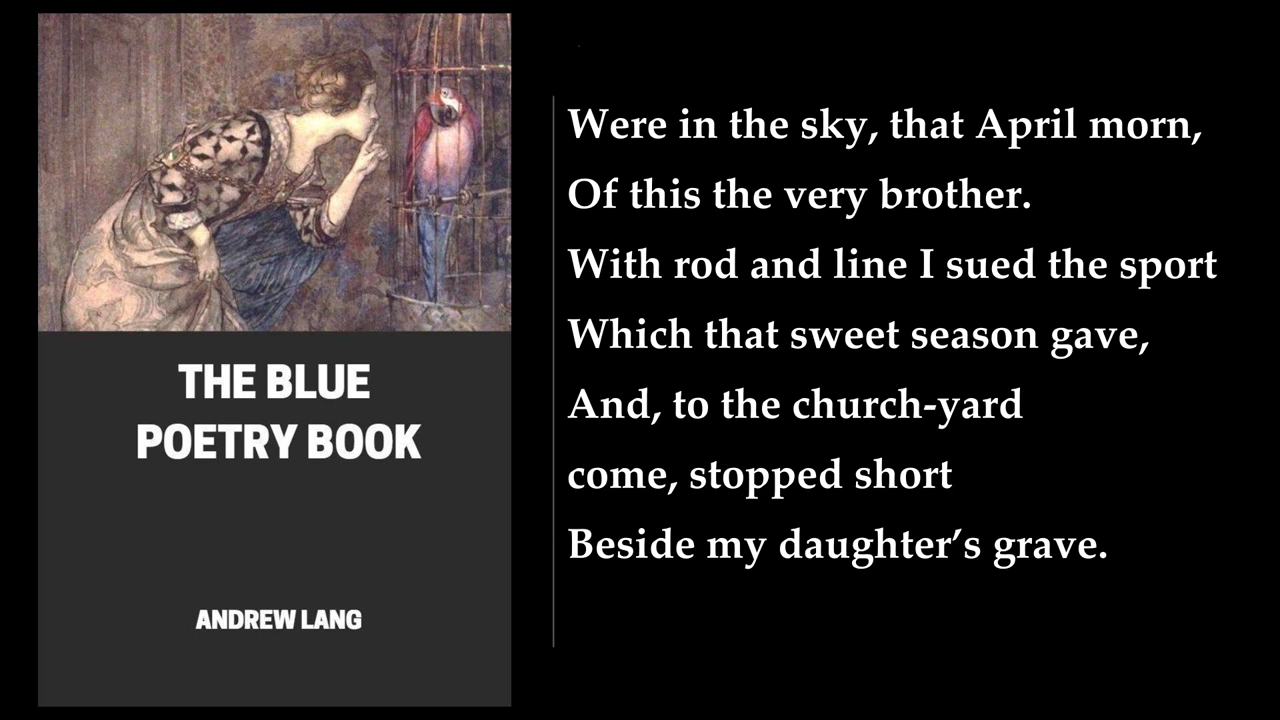 THE BLUE
POETRY BOOK
ANDREW LANG
Were in the sky, that April morn,
Of this the very brother.
With rod and line I sued the sport
Which that sweet season gave,
And, to the church-yard
come, stopped short
Beside my daughter’s grave.